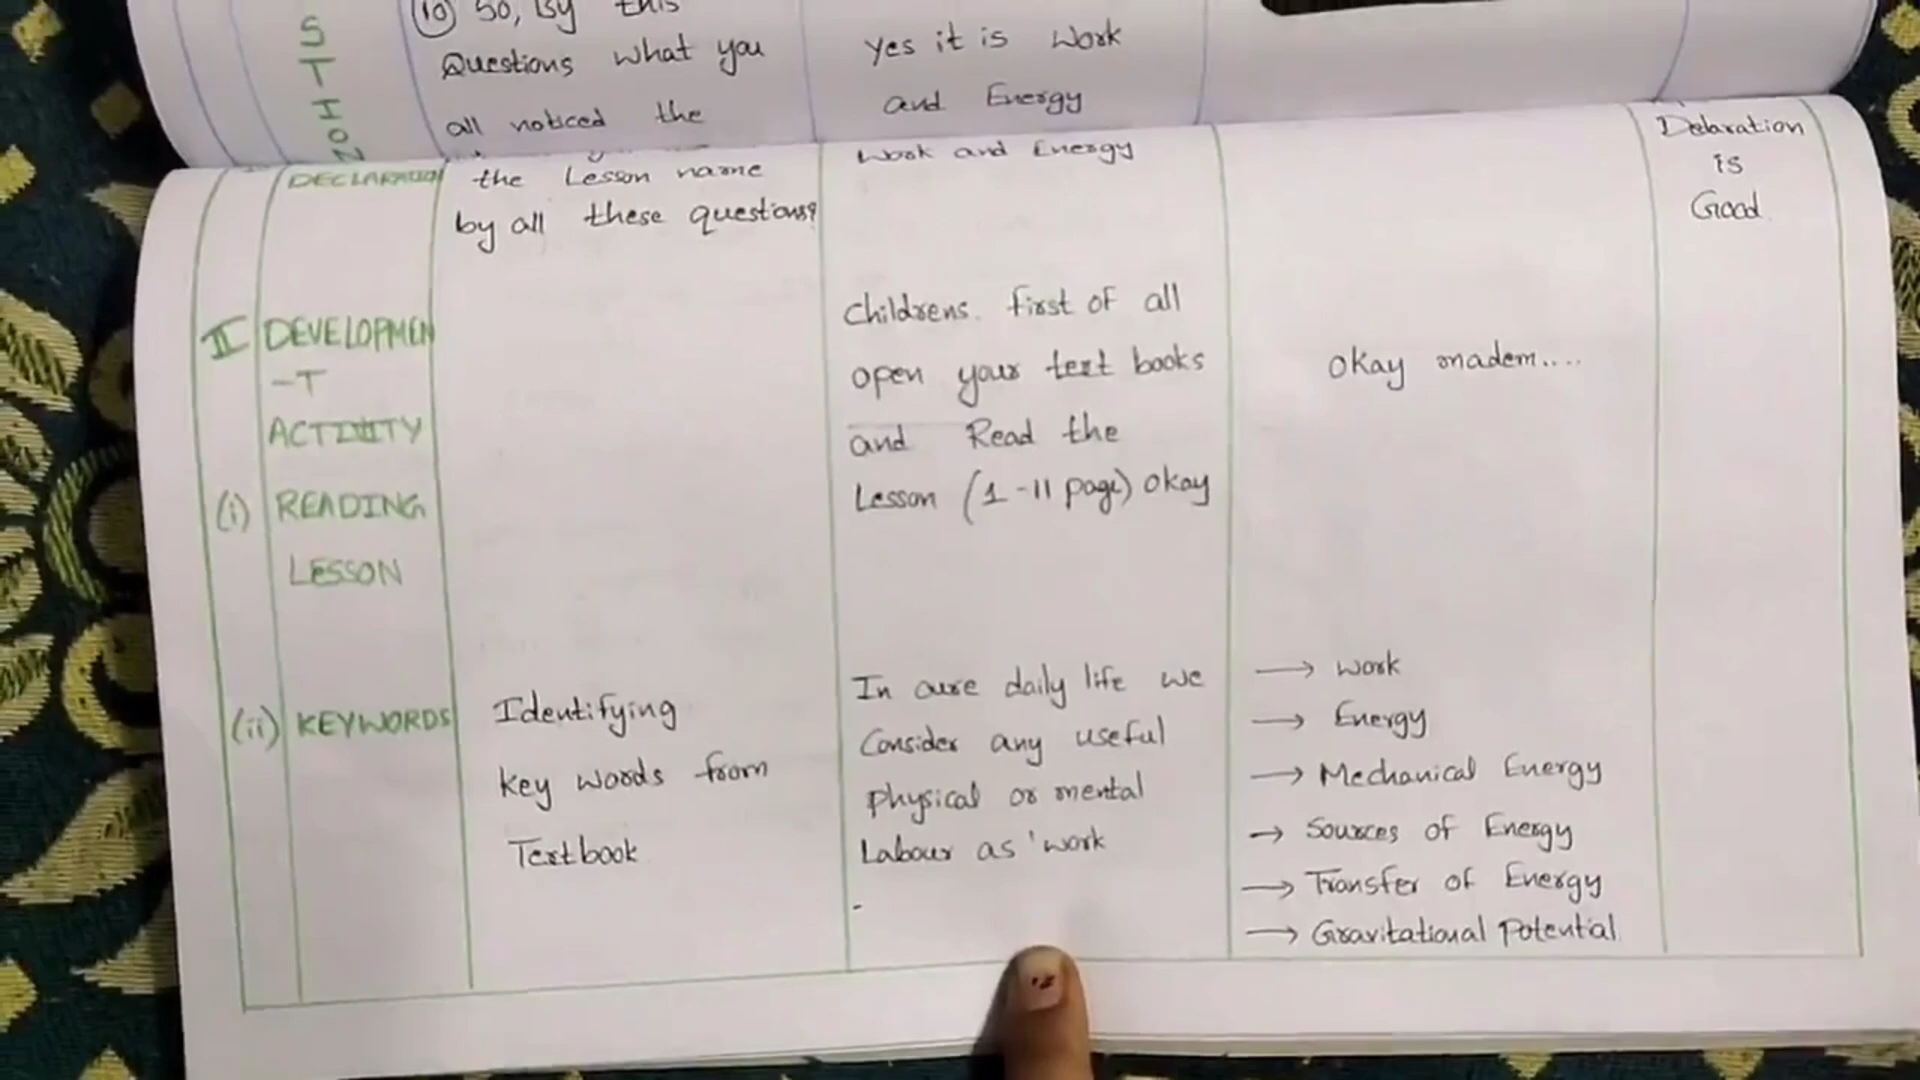 STION
10 So, By this
Questions what you
all noticed the
yes it is Work
and Energy
DECLARATION
the Lesson name
by all these questions?
Work and Energy
Delaration
is
Good
II DEVELOPMEN
-T
ACTIVITY
(i) READING
LESSON
Childrens. first of all
open your text books
and Read the
Lesson (1-11 page) okay
Okay madem....
(ii) KEYWORDS
Identifying
key words from
Textbook
In oure daily life we
Consider any useful
physical or mental
Labour as 'work
-
→ Work
→ Energy
→ Mechanical Energy
→ Sources of Energy
→ Transfer of Energy
→ Gravitational Potential